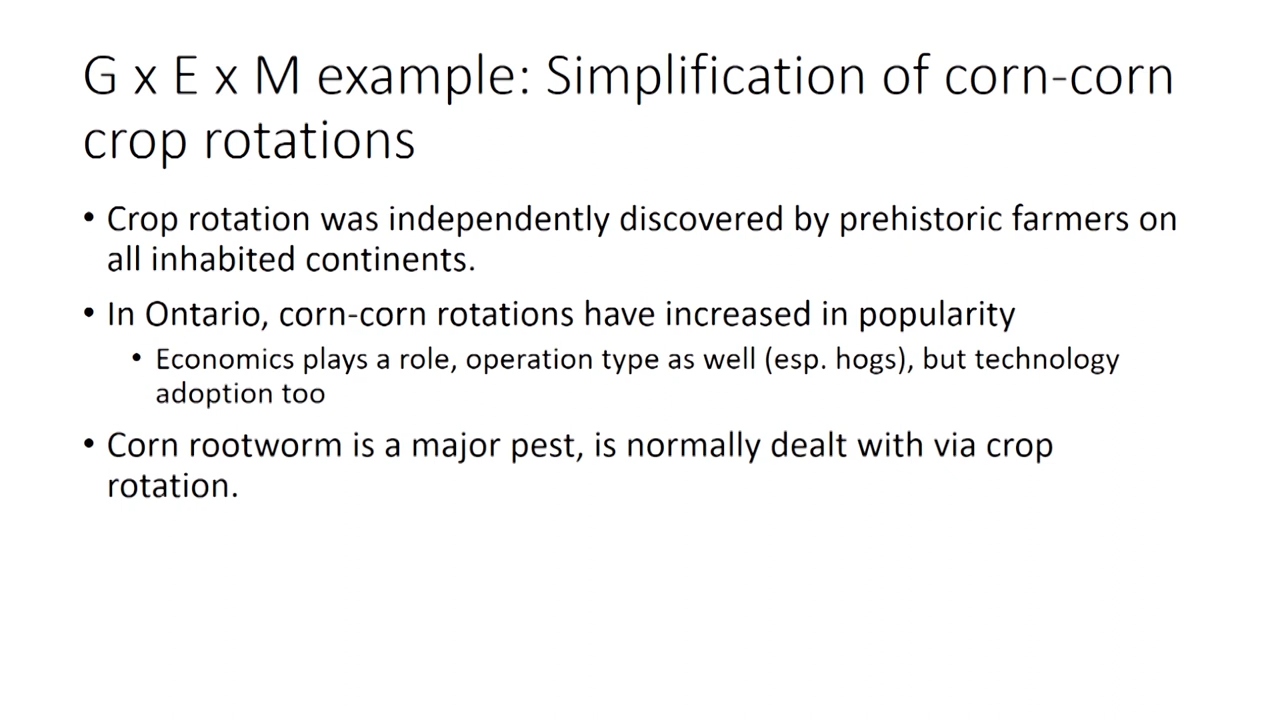 G x E x M example: Simplification of corn-corn
crop rotations
• Crop rotation was independently discovered by prehistoric farmers on
all inhabited continents.
• In Ontario, corn-corn rotations have increased in popularity
• Economics plays a role, operation type as well (esp. hogs), but technology
adoption too
• Corn rootworm is a major pest, is normally dealt with via crop
rotation.